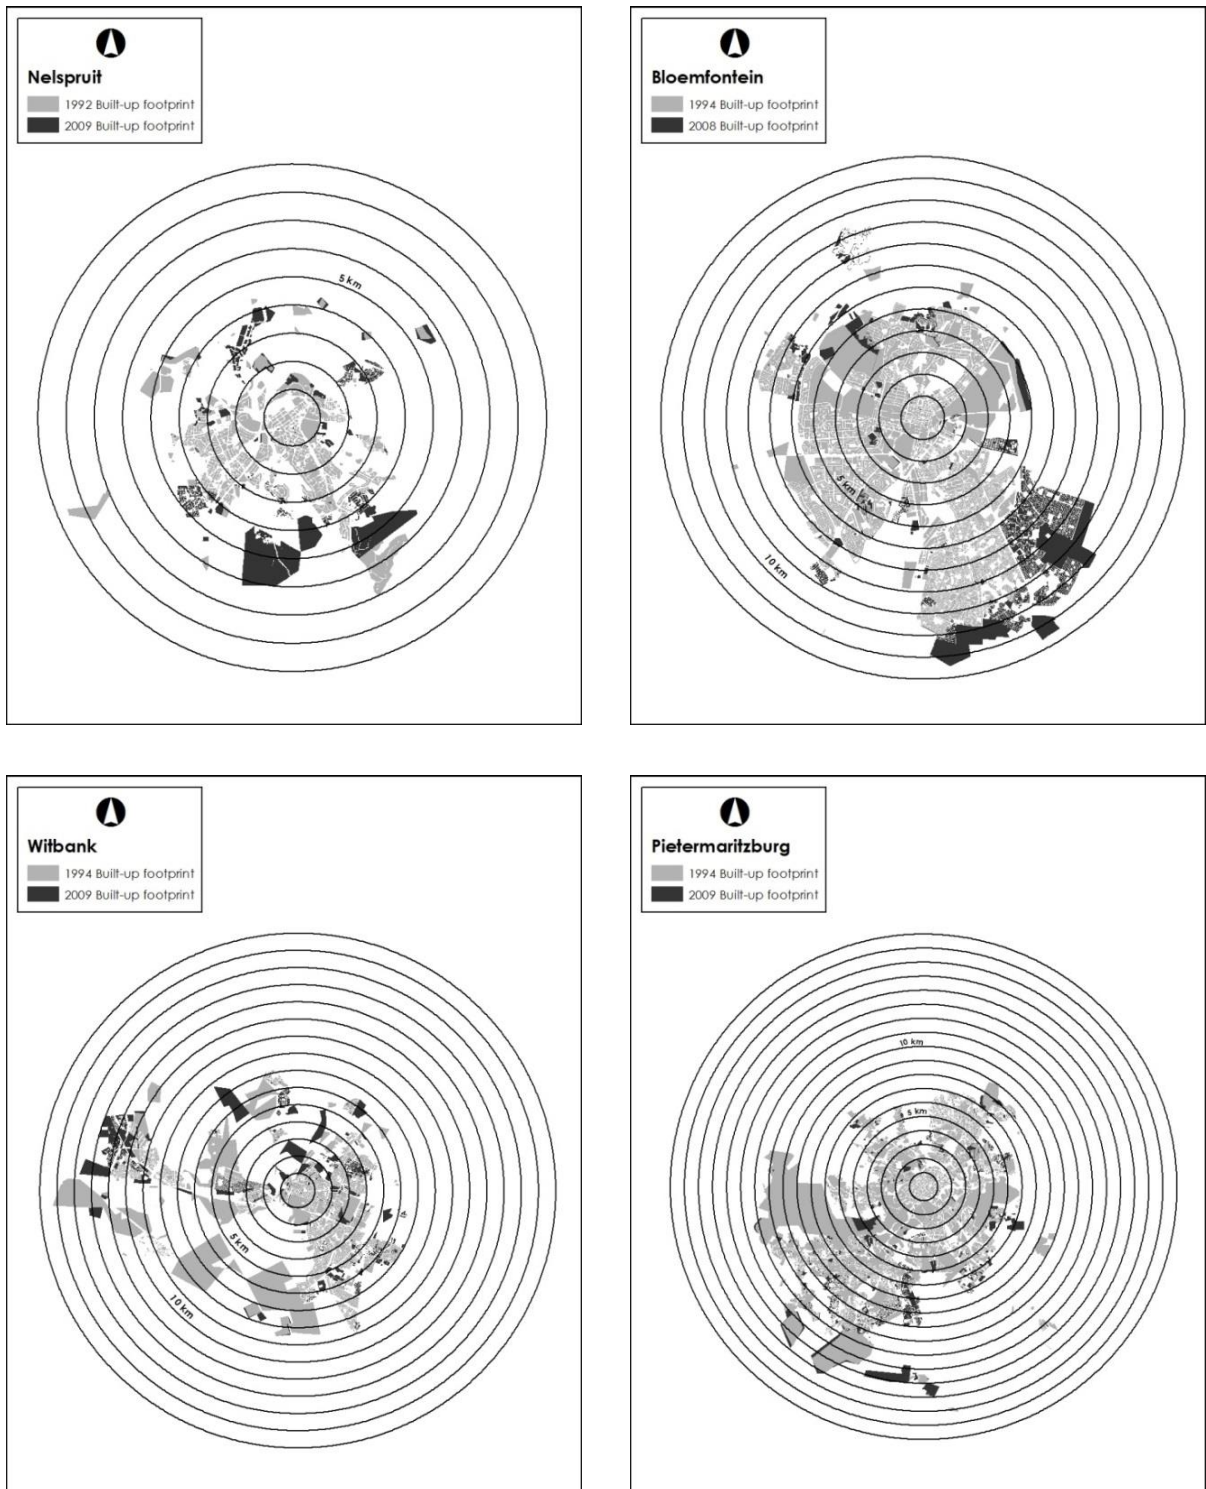 Nelspruit
1992 Built-up footprint
2009 Built-up footprint
5 km
Bloemfontein
1994 Built-up footprint
2008 Built-up footprint
5 km
10 km
Witbank
1994 Built-up footprint
2009 Built-up footprint
5 km
10 km
Pietermaritzburg
1994 Built-up footprint
2009 Built-up footprint
10 km
5 km